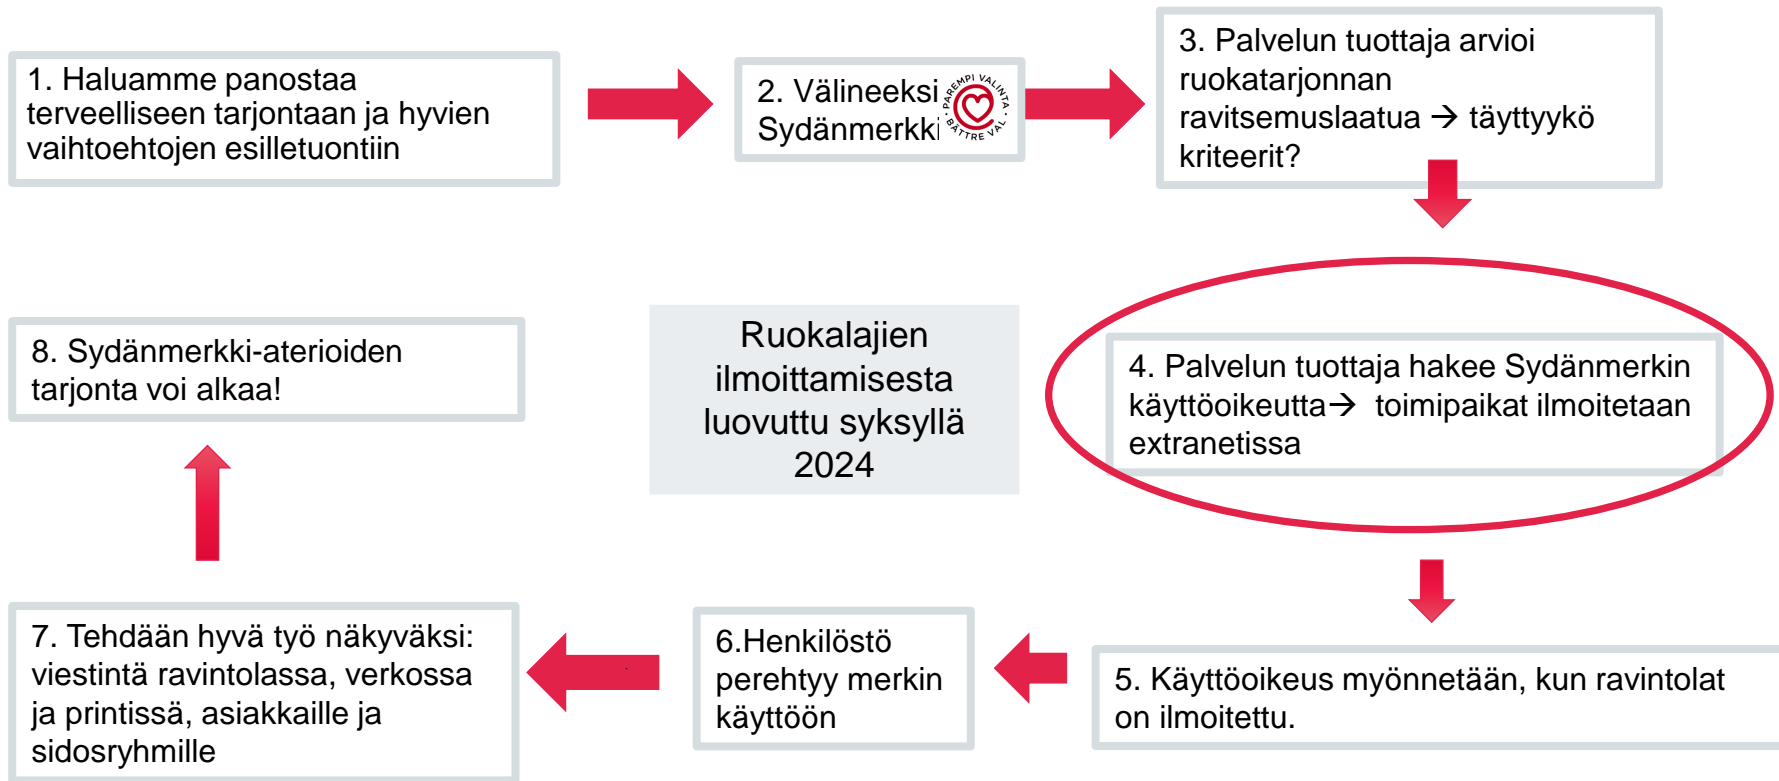 1. Haluamme panostaa
terveelliseen tarjontaan ja hyvien
vaihtoehtojen esilletuontiin
2. Välineeksi
Sydänmerkki
PAREMPI VALINTA
BÄTTRE VAL
3. Palvelun tuottaja arvioi
ruokatarjonnan
ravitsemuslaatua → täyttyykö
kriteerit?
4. Palvelun tuottaja hakee Sydänmerkin
käyttöoikeutta→ toimipaikat ilmoitetaan
extranetissa
Ruokalajien
ilmoittamisesta
luovuttu syksyllä
2024
5. Käyttöoikeus myönnetään, kun ravintolat
on ilmoitettu.
6.Henkilöstö
perehtyy merkin
käyttöön
7. Tehdään hyvä työ näkyväksi:
viestintä ravintolassa, verkossa
ja printissä, asiakkaille ja
sidosryhmille
8. Sydänmerkki-aterioiden
tarjonta voi alkaa!